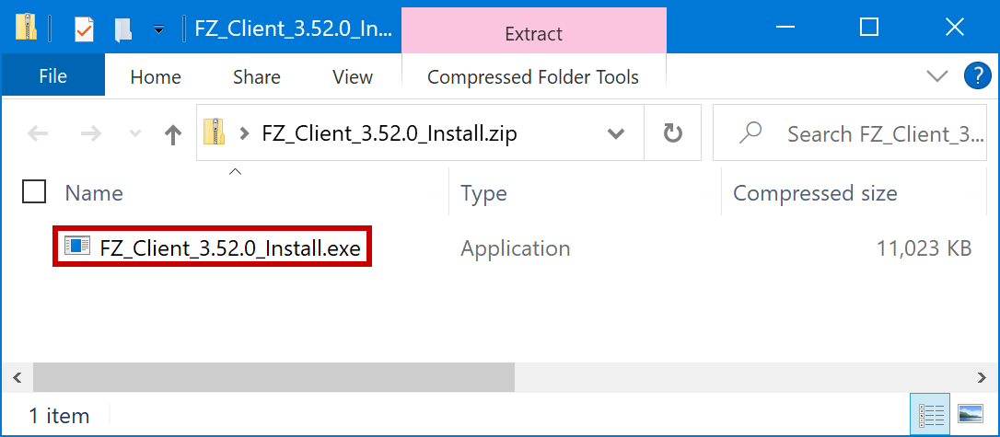 FZ_Client_3.52.0_In... Extract
File Home Share View Compressed Folder Tools ?
FZ_Client_3.52.0_Install.zip Search FZ_Client_3...
Name Type Compressed size
FZ_Client_3.52.0_Install.exe Application 11,023 KB
1 item